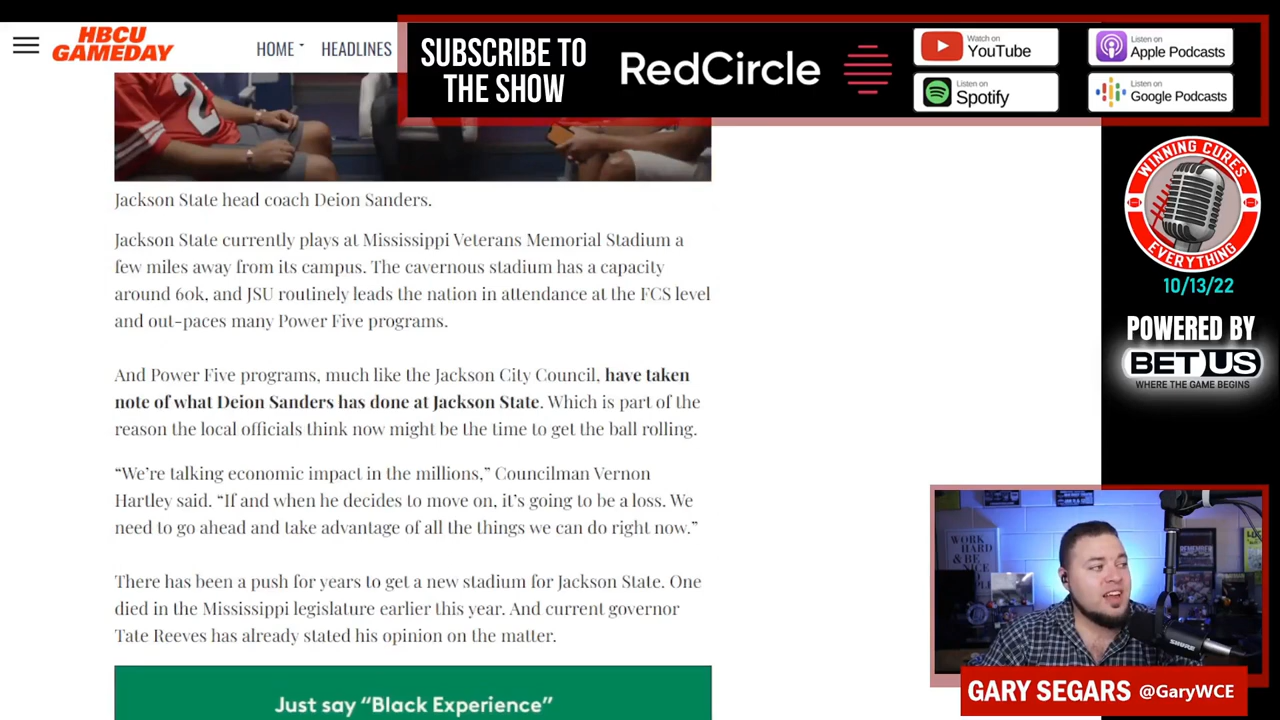 HBCU
GAMEDAY
HOME
HEADLINES
SUBSCRIBE TO
THE SHOW
RedCircle
Watch on
YouTube
Listen on
Apple Podcasts
Listen on
Spotify
Listen on
Google Podcasts
WINNING CURES
EVERYTHING
10/13/22
POWERED BY
BETUS
WHERE THE GAME BEGINS
2
Jackson State head coach Deion Sanders.
Jackson State currently plays at Mississippi Veterans Memorial Stadium a
few miles away from its campus. The cavernous stadium has a capacity
around 60k, and JSU routinely leads the nation in attendance at the FCS level
and out-paces many Power Five programs.
And Power Five programs, much like the Jackson City Council, have taken
note of what Deion Sanders has done at Jackson State. Which is part of the
reason the local officials think now might be the time to get the ball rolling.
“We’re talking economic impact in the millions,” Councilman Vernon
Hartley said. “If and when he decides to move on, it’s going to be a loss. We
need to go ahead and take advantage of all the things we can do right now.”
There has been a push for years to get a new stadium for Jackson State. One
died in the Mississippi legislature earlier this year. And current governor
Tate Reeves has already stated his opinion on the matter.
Just say “Black Experience”
WORK
HARD &
BE NICE
REMEMBER
SHURE
GARY SEGARS @GaryWCE